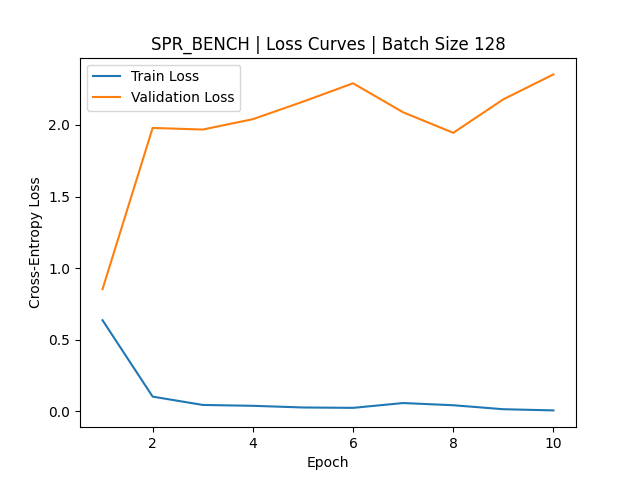 SPR_BENCH | Loss Curves | Batch Size 128
Train Loss
Validation Loss
Cross-Entropy Loss
2.0
1.5
1.0
0.5
0.0
2 4 6 8 10
Epoch